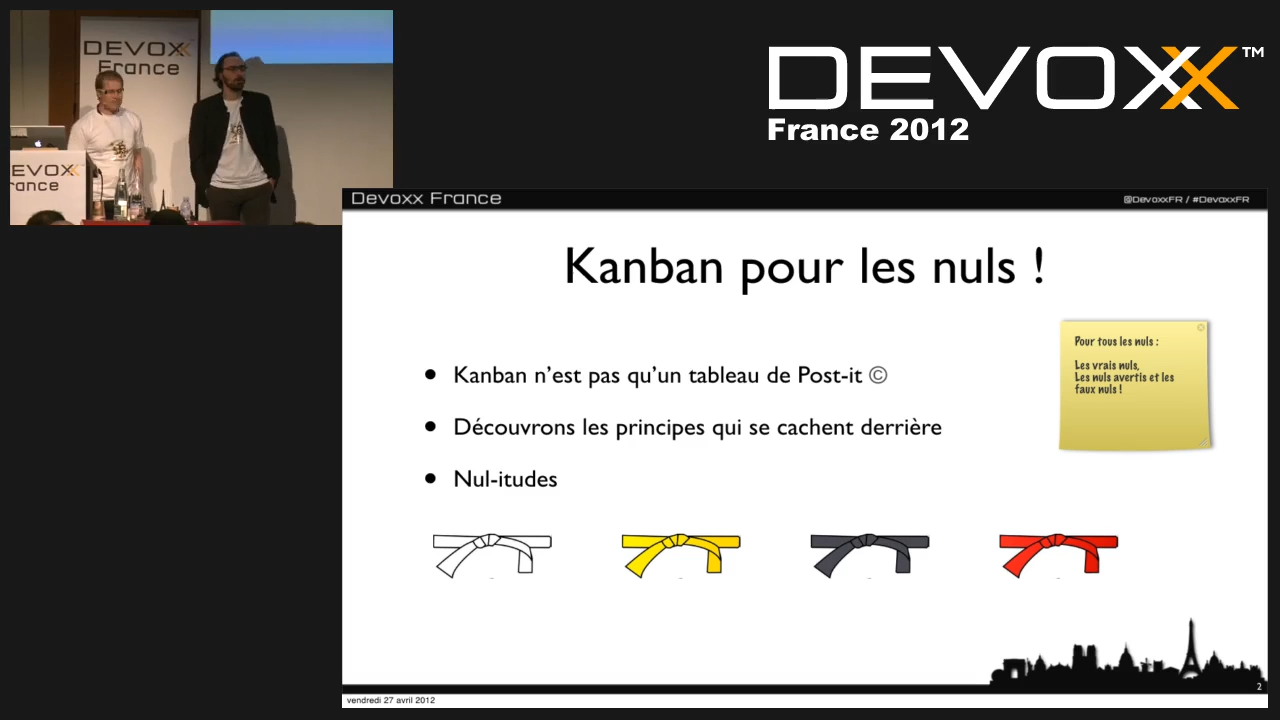 DEVOXX
France
EVOX
rance
DEVOXX™
France 2012
Devoxx France
@DevoxxFR / #DevoxxFR
Kanban pour les nuls !
Pour tous les nuls :
Les vrais nuls,
Les nuls avertis et les
faux nuls !
• Kanban n’est pas qu’un tableau de Post-it ©
• Découvrons les principes qui se cachent derrière
• Nul-itudes
2
vendredi 27 avril 2012